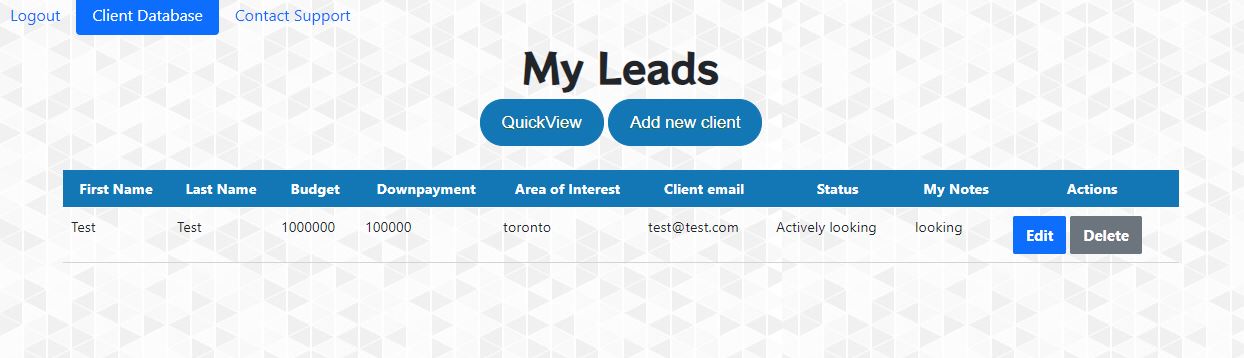 Logout Client Database Contact Support
My Leads
QuickView Add new client
First Name Last Name Budget Downpayment Area of Interest Client email Status My Notes Actions
Test Test 1000000 100000 toronto test@test.com Actively looking looking Edit Delete